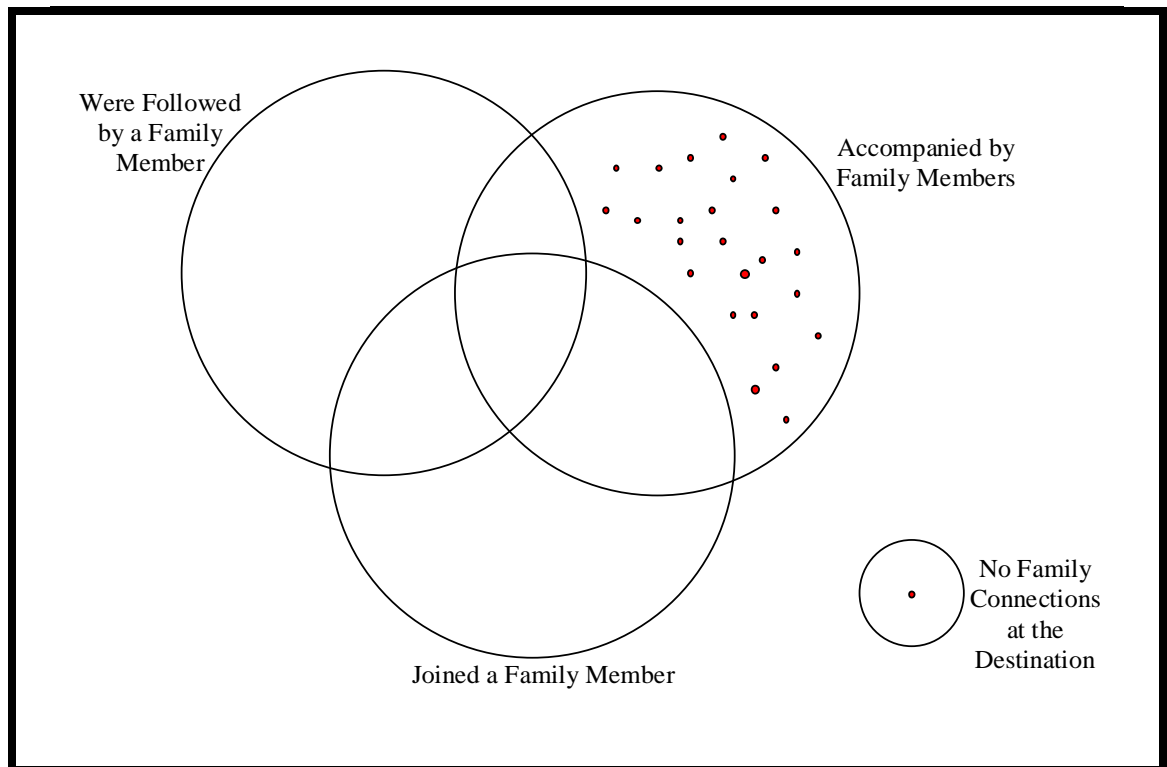 Were Followed
by a Family
Member
Accompanied by
Family Members
No Family
Connections
at the
Destination
Joined a Family Member